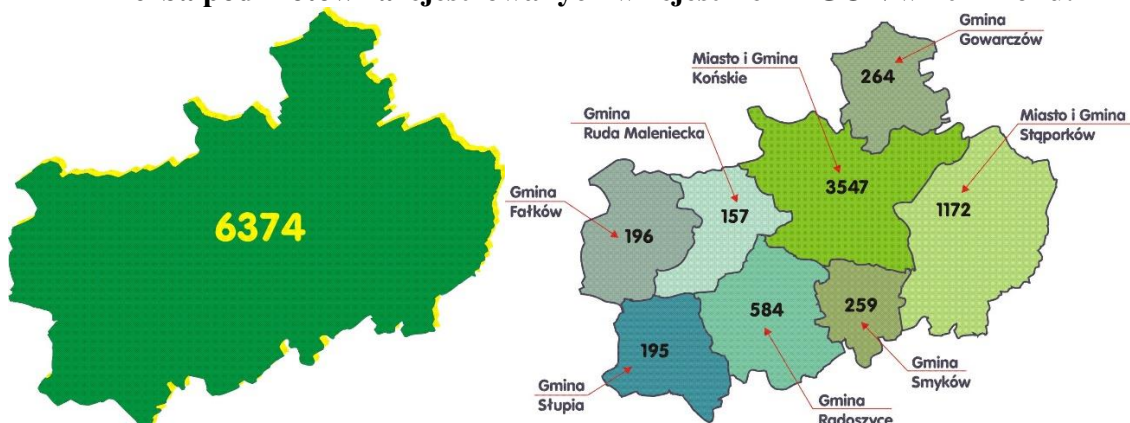 6374
Gmina
Gowarczów
264
Miasto i Gmina
Końskie
3547
Gmina
Ruda Maleniecka
157
Miasto i Gmina
Stąporków
1172
Gmina
Fałków
196
584
259
195
Gmina
Słupia
Gmina
Smyków
Gmina
Radoszyce